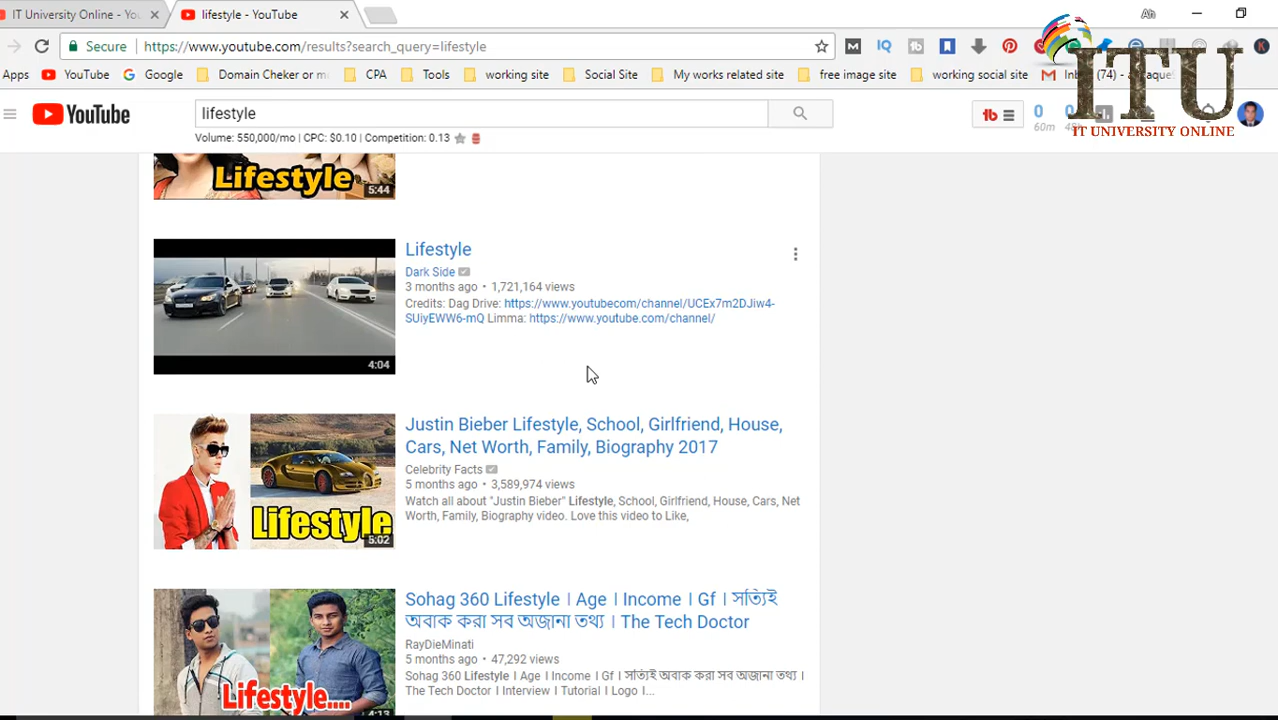 IT University Online - You
lifestyle - YouTube
Ah
Secure
https://www.youtube.com/results?search_query=lifestyle
Apps
YouTube
Google
Domain Cheker or m
CPA
Tools
working site
Social Site
My works related site
free image site
working social site
ITU
IT UNIVERSITY ONLINE
YouTube
lifestyle
0
60m
Volume: 550,000/mo | CPC: $0.10 | Competition: 0.13
Lifestyle
5:44
Lifestyle
Dark Side
3 months ago • 1,721,164 views
Credits: Dag Drive: https://www.youtubecom/channel/UCEx7m2DJiw4-
SUiyEWW6-mQ Limma: https://www.youtube.com/channel/
4:04
Justin Bieber Lifestyle, School, Girlfriend, House,
Cars, Net Worth, Family, Biography 2017
Celebrity Facts
5 months ago • 3,589,974 views
Watch all about "Justin Bieber" Lifestyle, School, Girlfriend, House, Cars, Net
Worth, Family, Biography video. Love this video to Like,
Lifestyle
5:02
Sohag 360 Lifestyle । Age । Income । Gf । সত্যিই
অবাক করা সব অজানা তথ্য । The Tech Doctor
RayDieMinati
5 months ago • 47,292 views
Sohag 360 Lifestyle । Age । Income । Gf । সত্যিই অবাক করা সব অজানা তথ্য ।
The Tech Doctor । Interview । Tutorial । Logo ।...
Lifestyle....
4:13